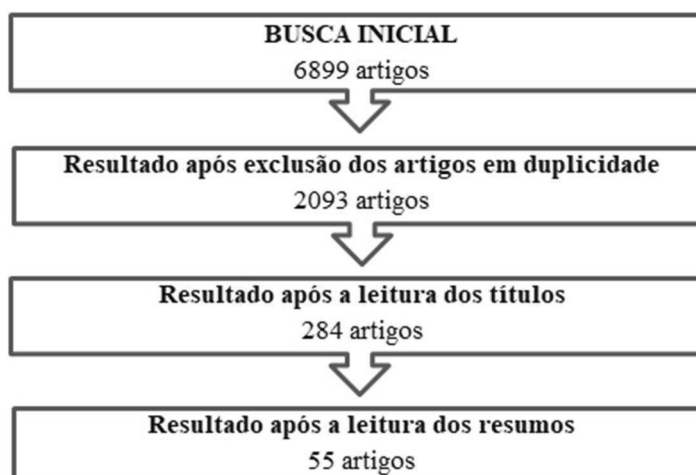 BUSCA INICIAL
6899 artigos
Resultado após exclusão dos artigos em duplicidade
2093 artigos
Resultado após a leitura dos títulos
284 artigos
Resultado após a leitura dos resumos
55 artigos